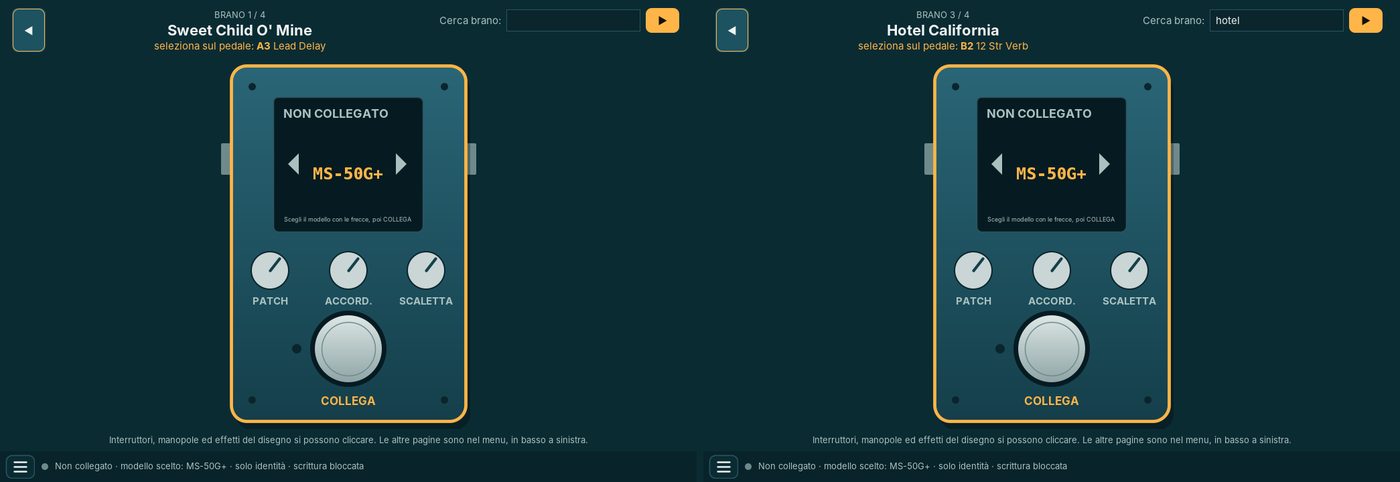 BRANO 1 / 4
Sweet Child O' Mine
seleziona sul pedale: A3 Lead Delay
Cerca brano:
NON COLLEGATO
MS-50G+
Scegli il modello con le frecce, poi COLLEGA
PATCH
ACCORD.
SCALETTA
COLLEGA
Interruttori, manopole ed effetti del disegno si possono cliccare. Le altre pagine sono nel menu, in basso a sinistra.
Non collegato · modello scelto: MS-50G+ · solo identità · scrittura bloccata
BRANO 3 / 4
Hotel California
seleziona sul pedale: B2 12 Str Verb
Cerca brano: hotel
NON COLLEGATO
MS-50G+
Scegli il modello con le frecce, poi COLLEGA
PATCH
ACCORD.
SCALETTA
COLLEGA
Interruttori, manopole ed effetti del disegno si possono cliccare. Le altre pagine sono nel menu, in basso a sinistra.
Non collegato · modello scelto: MS-50G+ · solo identità · scrittura bloccata